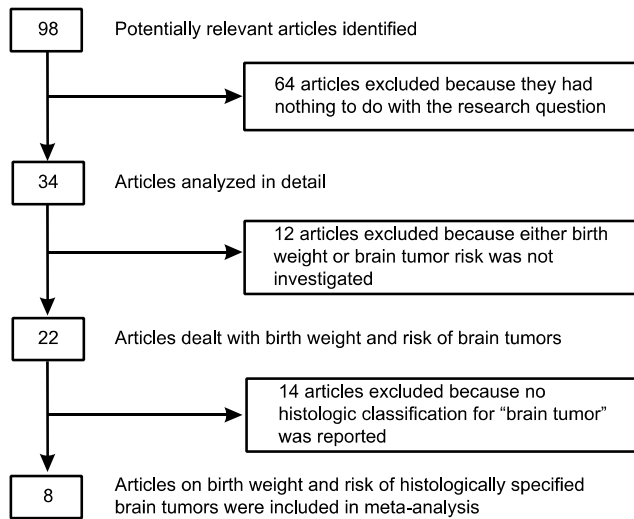 98
Potentially relevant articles identified
64 articles excluded because they had
nothing to do with the research question
34
Articles analyzed in detail
12 articles excluded because either birth
weight or brain tumor risk was not
investigated
22
Articles dealt with birth weight and risk of brain tumors
14 articles excluded because no
histologic classification for “brain tumor”
was reported
8
Articles on birth weight and risk of histologically specified
brain tumors were included in meta-analysis